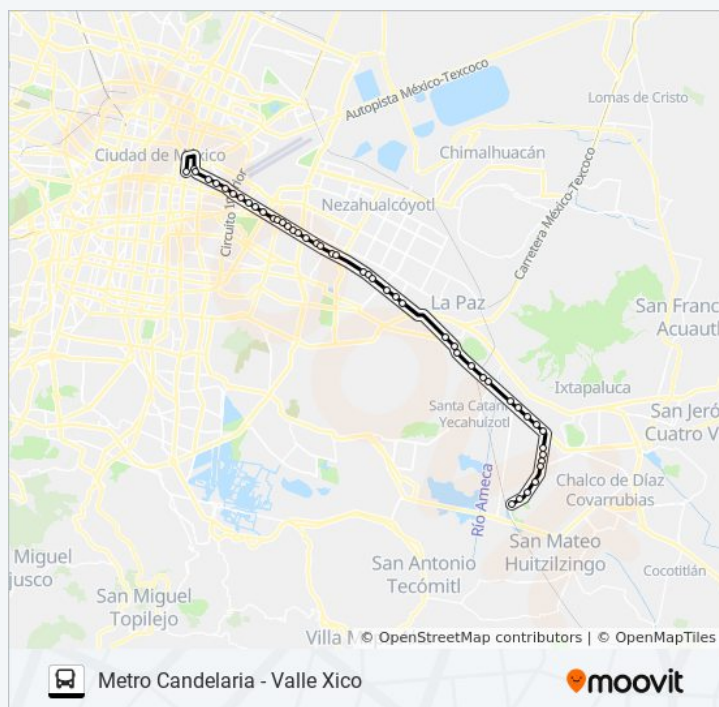 Autopista México-Texcoco
Lomas de Cristo
Ciudad de México
Chimalhuacán
Circuito
Nezahualcóyotl
Carretera México-Texcoco
La Paz
San Franc
Acuautl
Ixtapaluca
Santa Catari
Yecahuizotl
San Jeró
Cuatro V
Río Ameca
Chalco de Díaz
Covarrubias
Miguel
jusco
San Mateo
Huitzilzingo
San Antonio
Tecómitl
Cocotitlán
San Miguel
Topilejo
Villa M
© OpenStreetMap contributors | © OpenMapTiles
Metro Candelaria - Valle Xico
moovit